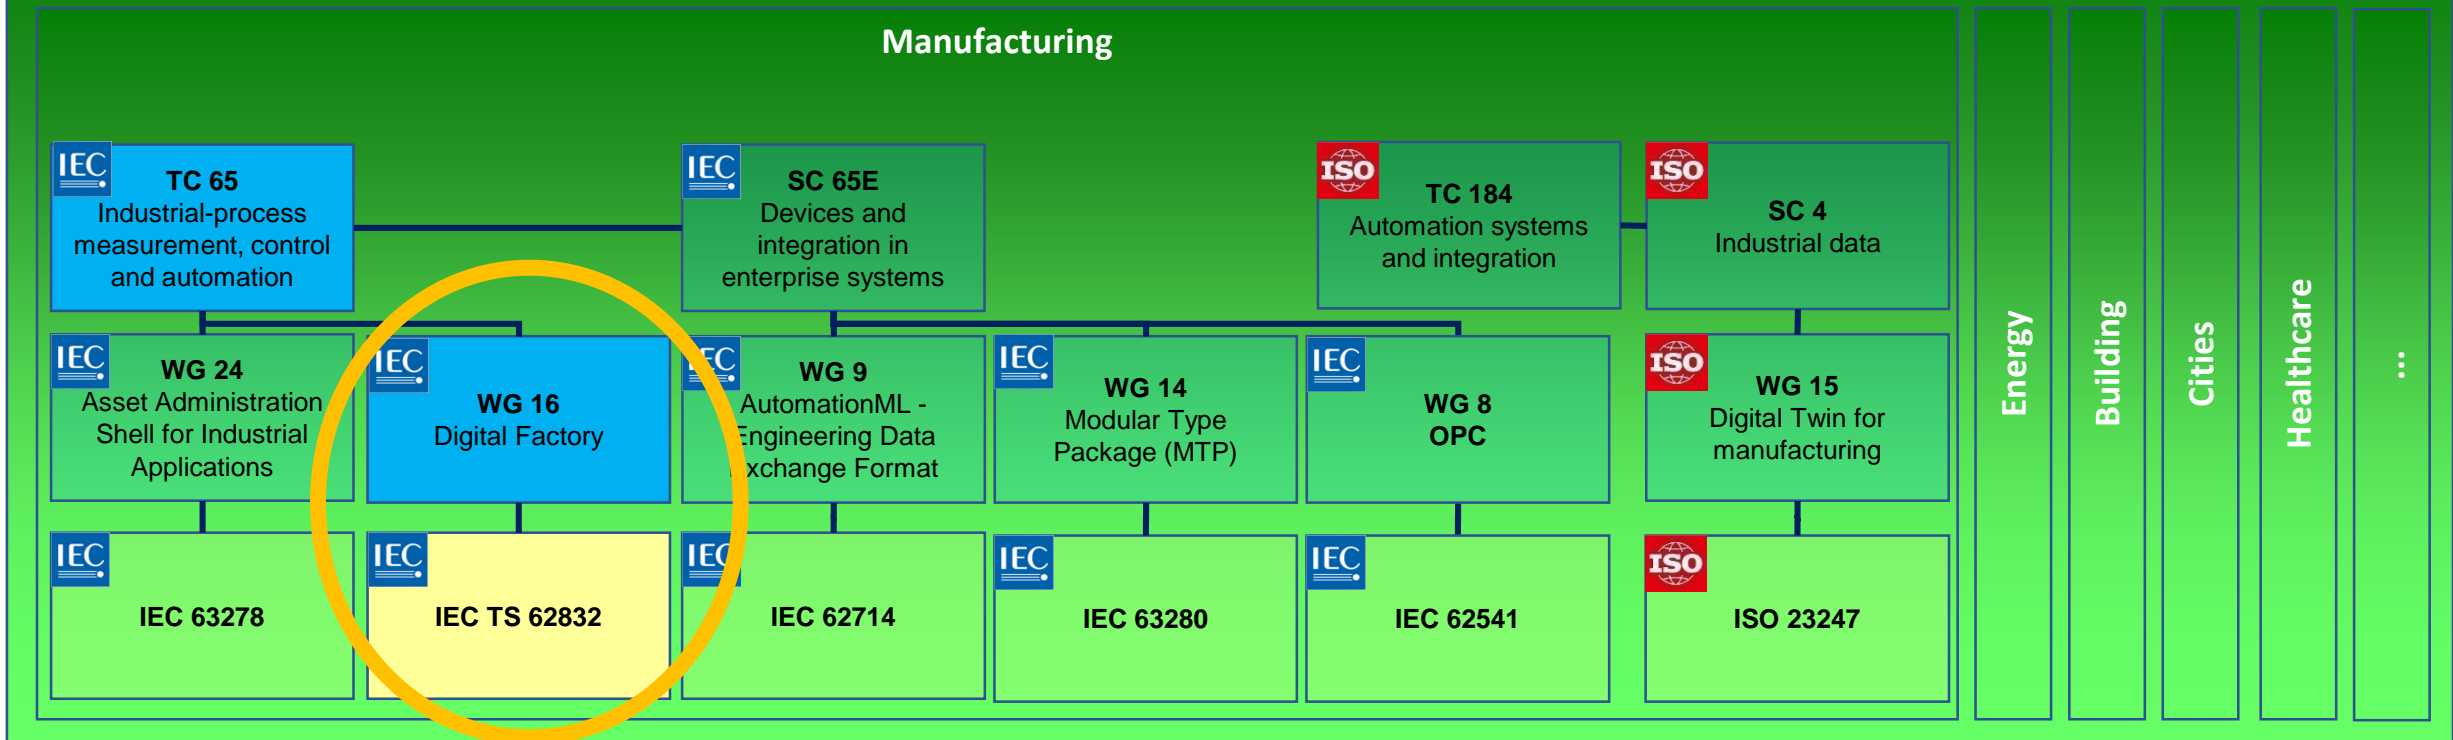 Manufacturing
IEC
TC 65
Industrial-process
measurement, control
and automation
IEC
SC 65E
Devices and
integration in
enterprise systems
ISO
TC 184
Automation systems
and integration
ISO
SC 4
Industrial data
IEC
WG 24
Asset Administration
Shell for Industrial
Applications
IEC
WG 16
Digital Factory
IEC
WG 9
AutomationML -
Engineering Data
Exchange Format
IEC
WG 14
Modular Type
Package (MTP)
IEC
WG 8
OPC
ISO
WG 15
Digital Twin for
manufacturing
IEC
IEC 63278
IEC
IEC TS 62832
IEC
IEC 62714
IEC
IEC 63280
IEC
IEC 62541
ISO
ISO 23247
Energy
Building
Cities
Healthcare
...